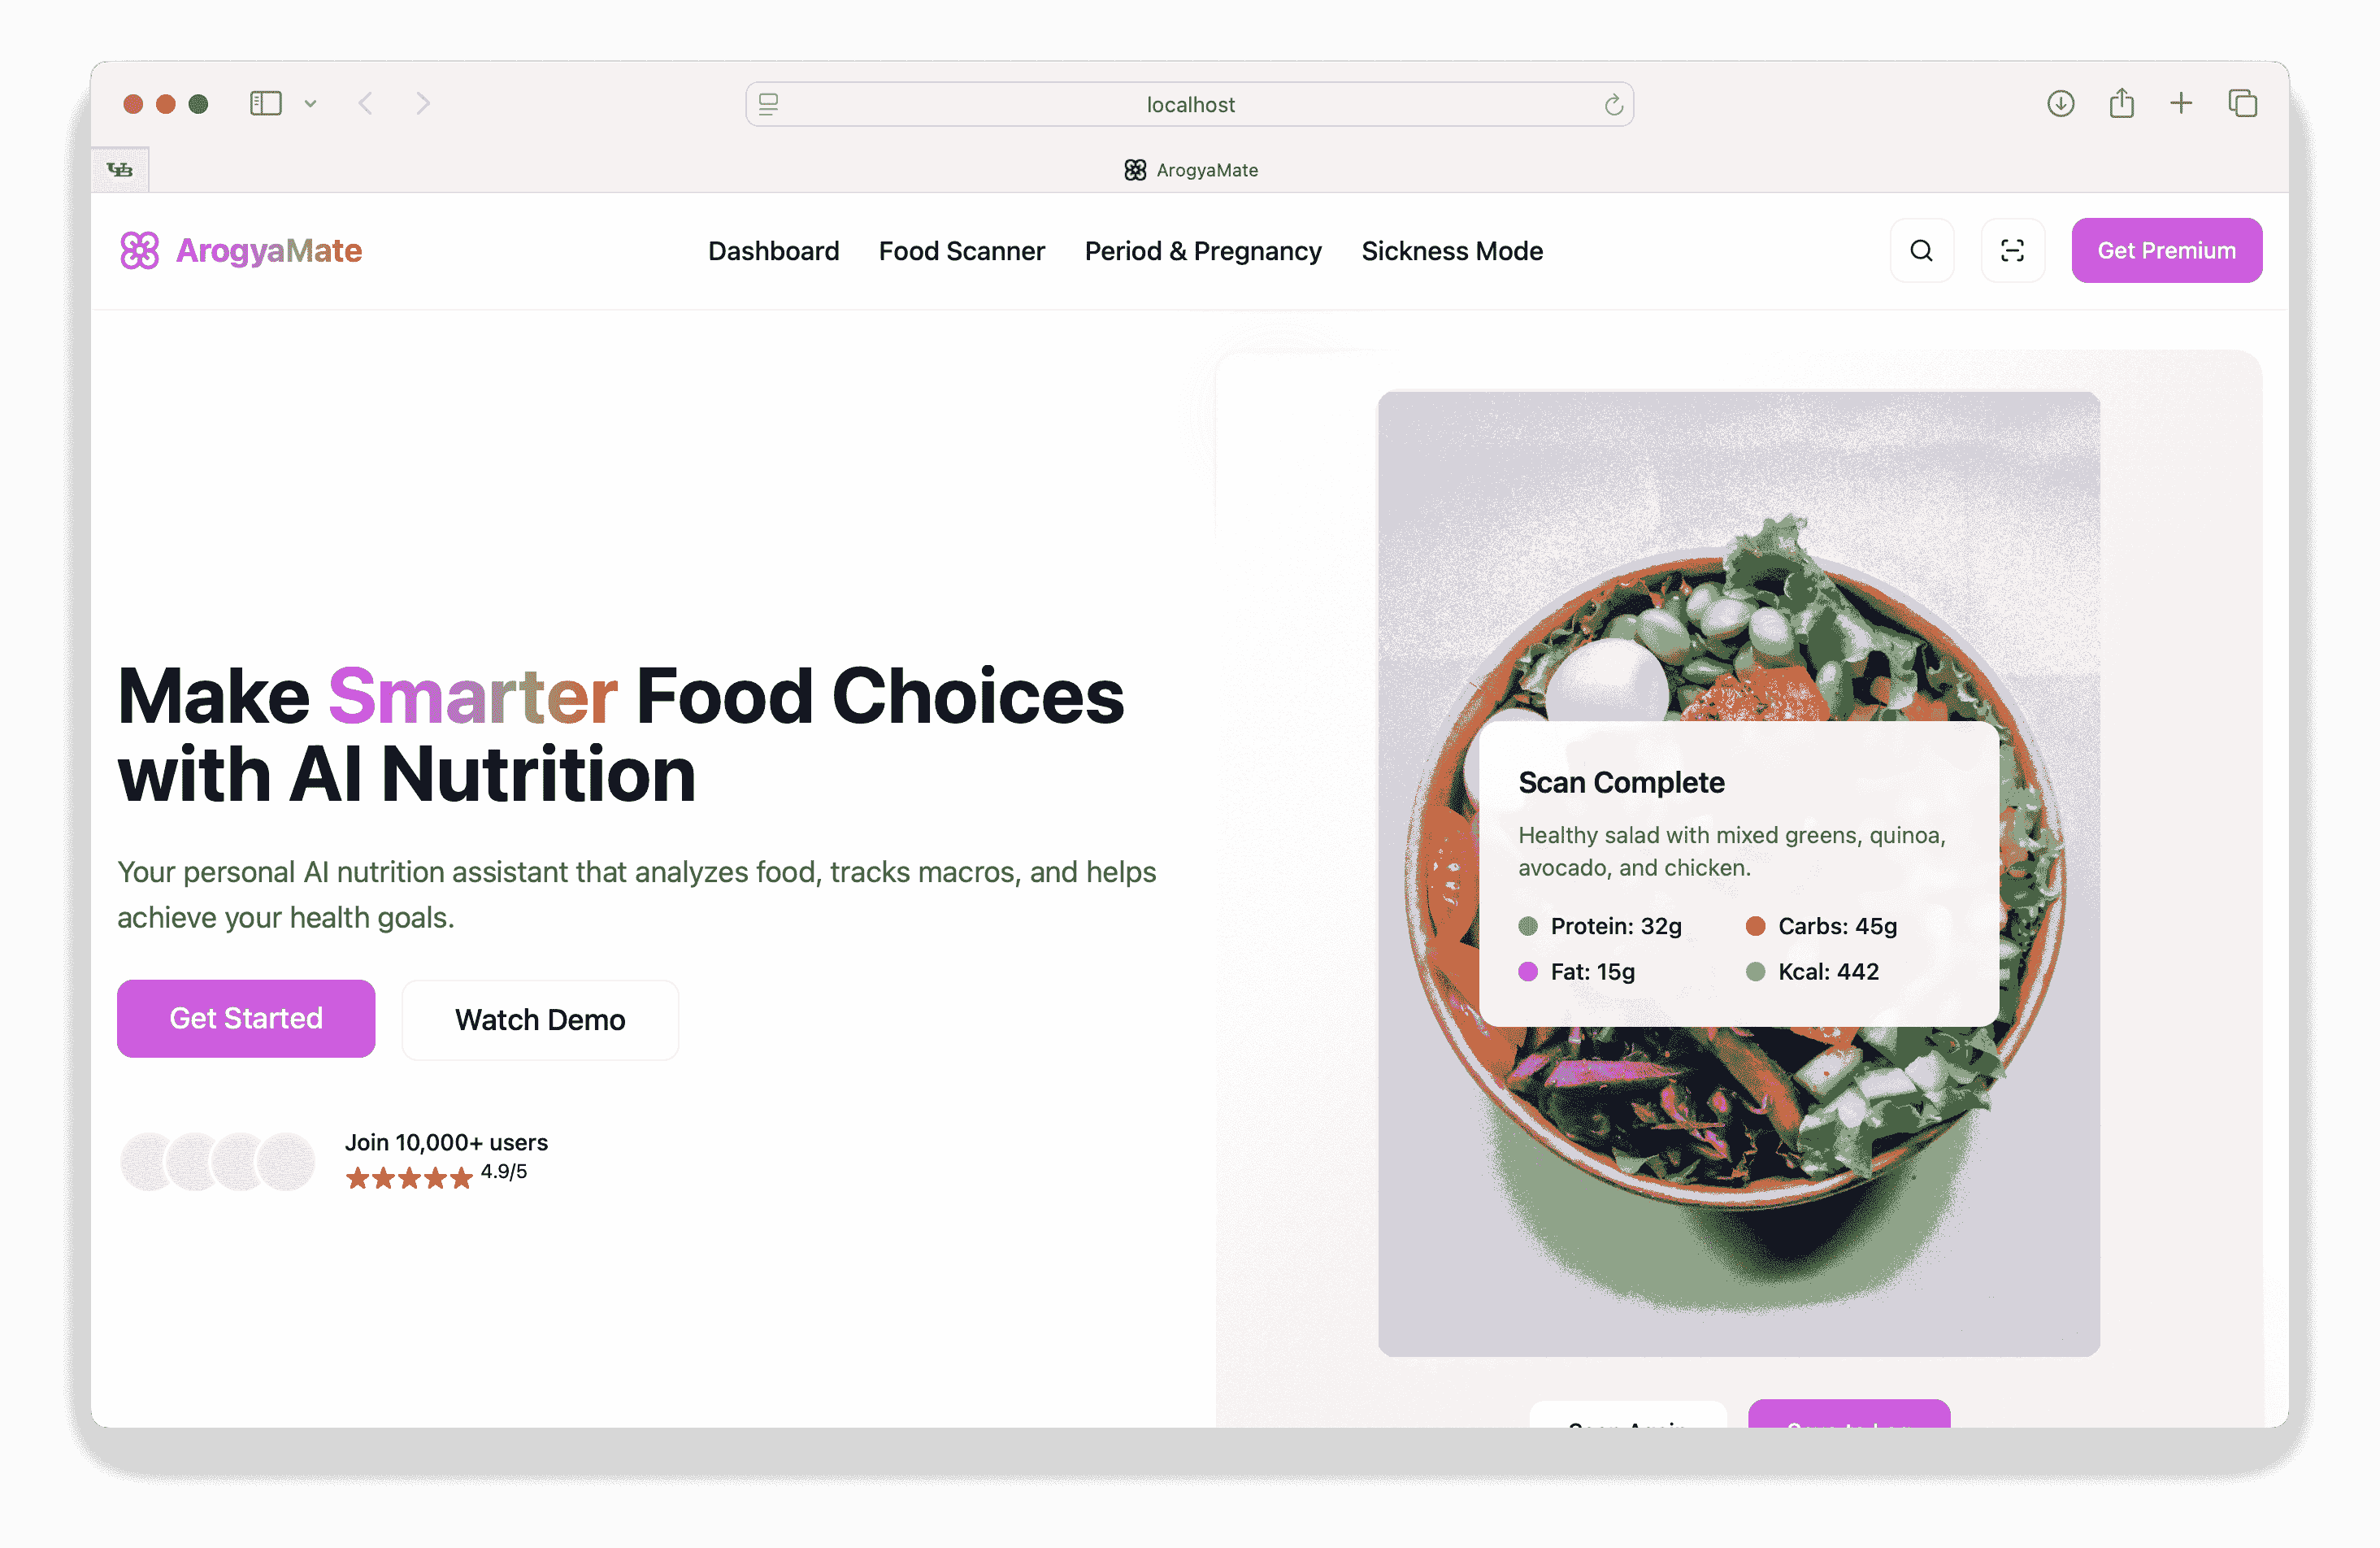 localhost
UB
ArogyaMate
ArogyaMate
Dashboard
Food Scanner
Period & Pregnancy
Sickness Mode
Get Premium
Make Smarter Food Choices
with AI Nutrition
Your personal AI nutrition assistant that analyzes food, tracks macros, and helps
achieve your health goals.
Get Started
Watch Demo
Join 10,000+ users
4.9/5
Scan Complete
Healthy salad with mixed greens, quinoa,
avocado, and chicken.
Protein: 32g
Carbs: 45g
Fat: 15g
Kcal: 442